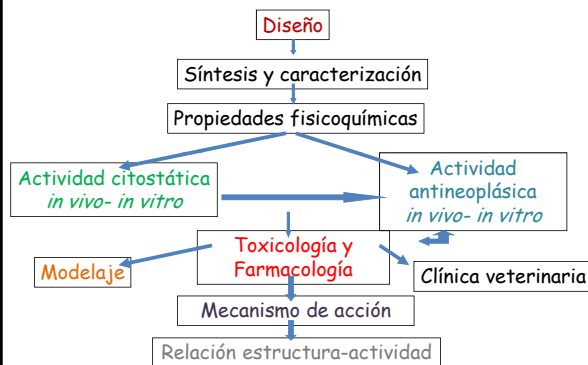 Diseño
Síntesis y caracterización
Propiedades fisicoquímicas
Actividad citostática
in vivo- in vitro
Actividad
antineoplásica
in vivo- in vitro
Toxicología y
Farmacología
Modelaje
Clínica veterinaria
Mecanismo de acción
Relación estructura-actividad